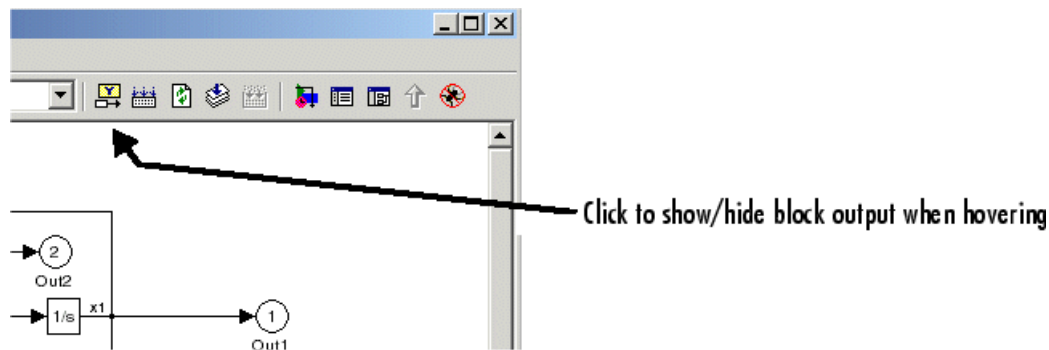 Y
Click to show/hide block output when hovering
2
Out2
1/s
x1
1
Out1